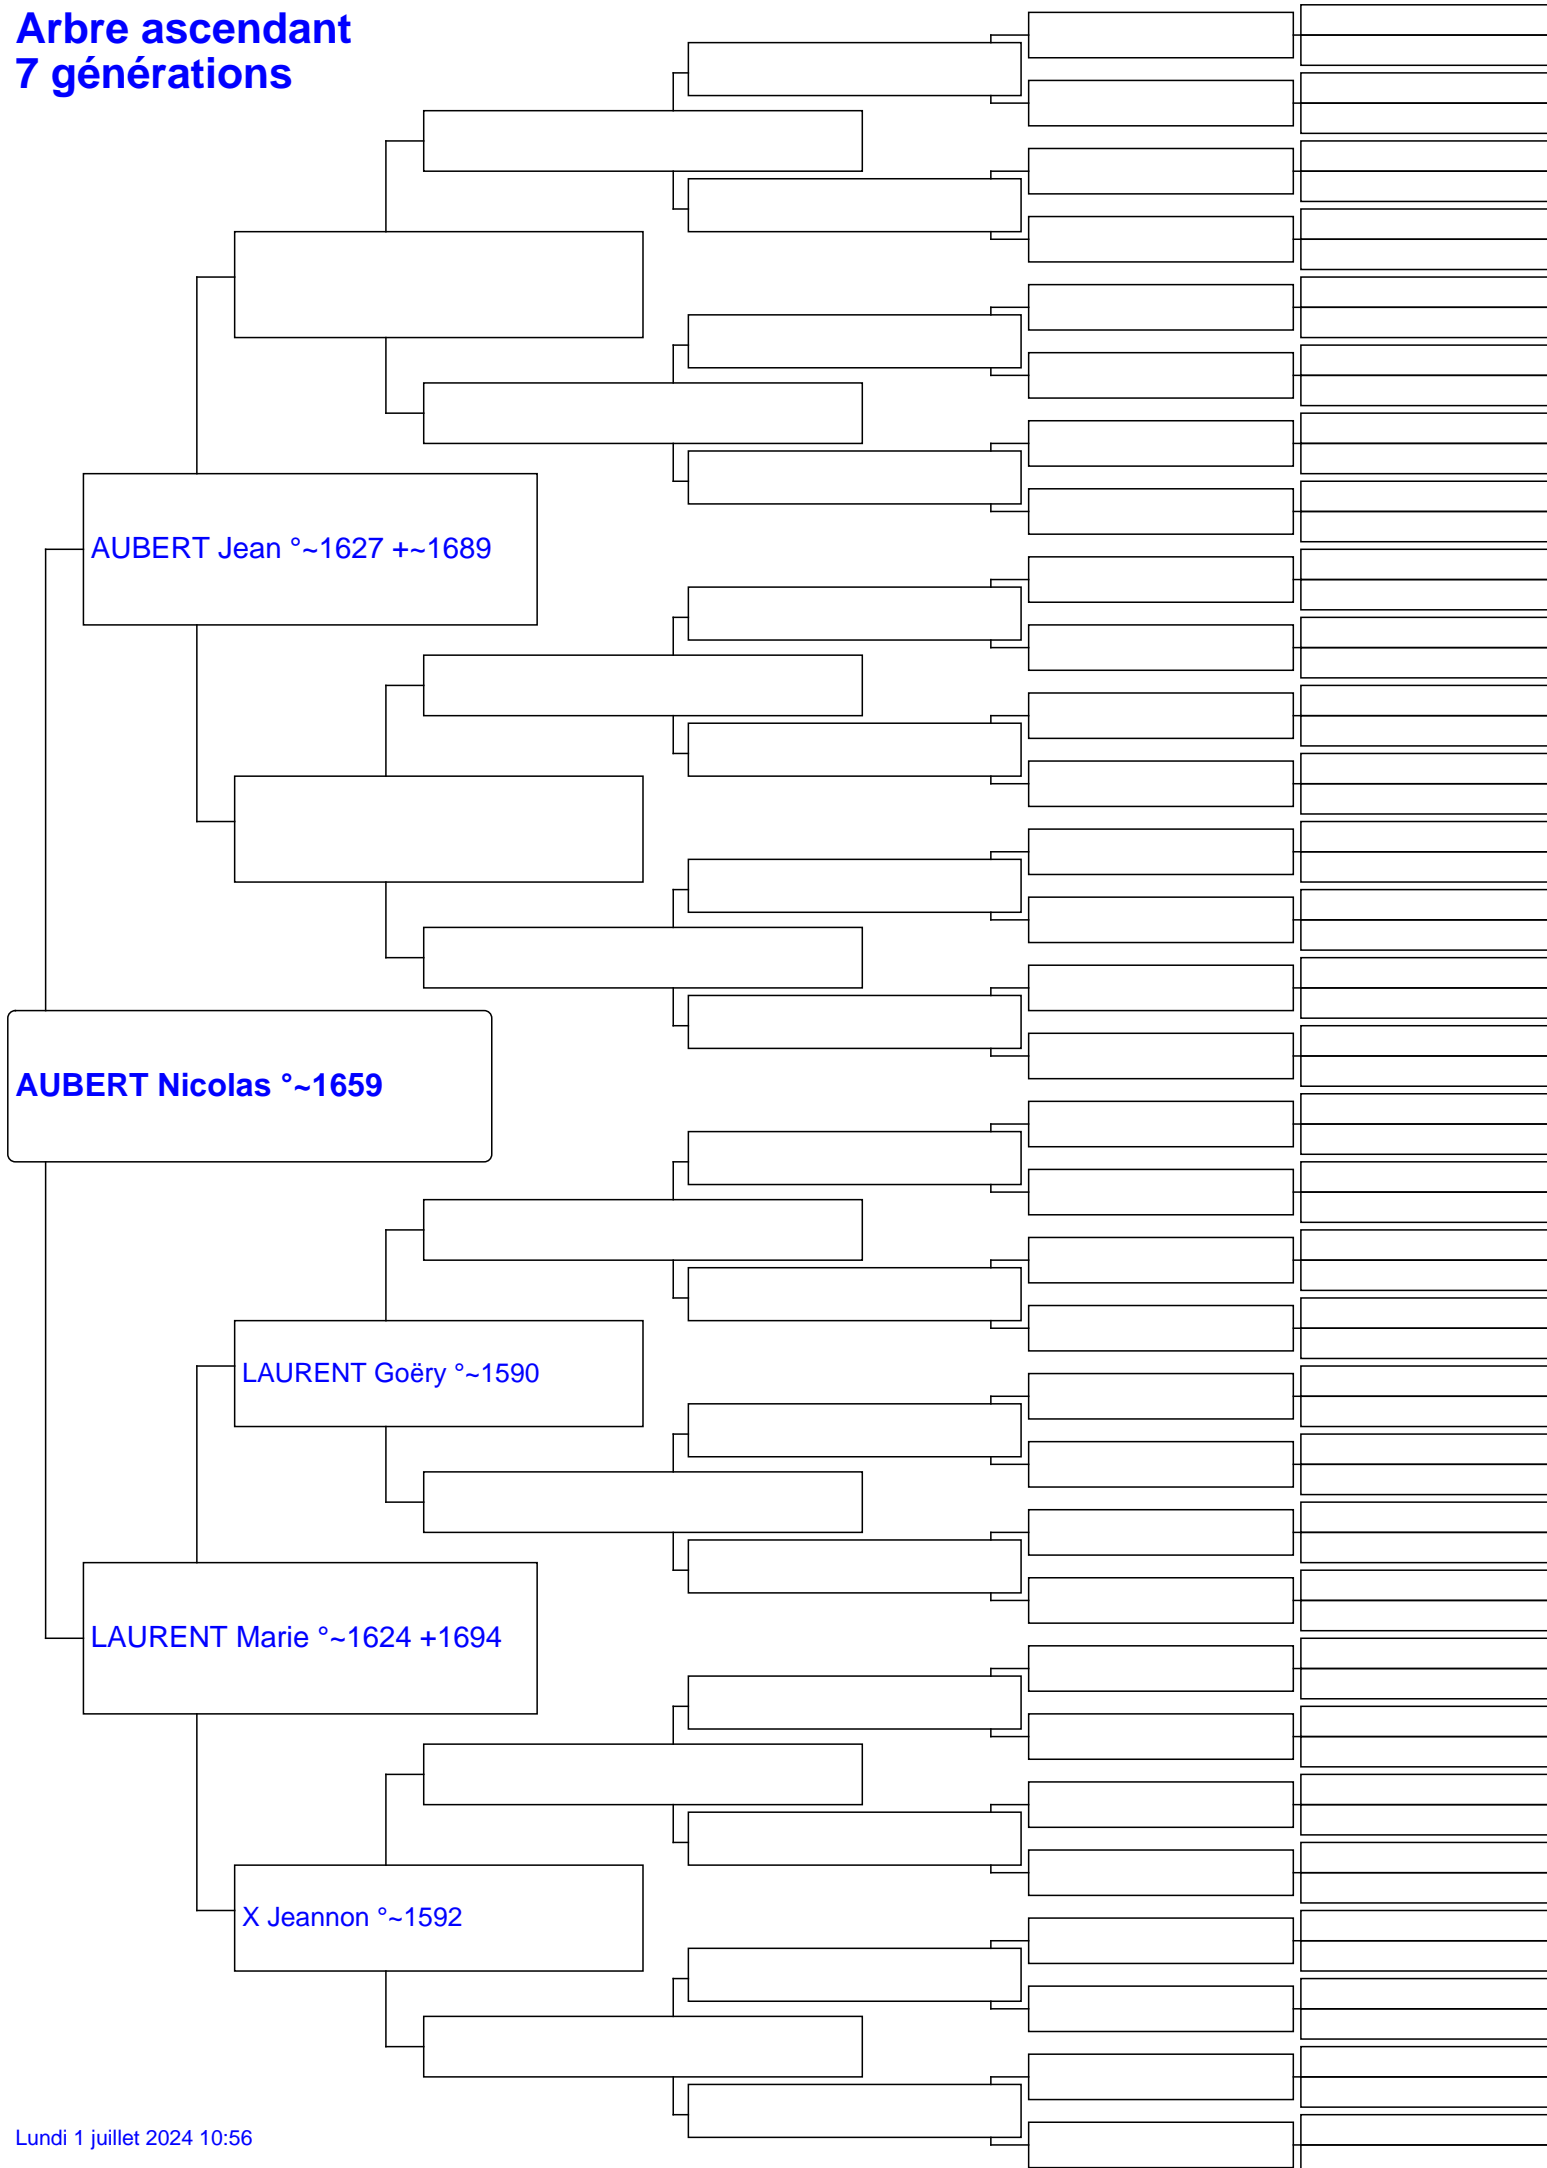 Arbre ascendant
7 générations
AUBERT Jean °~1627 +~1689
AUBERT Nicolas °~1659
LAURENT Goëry °~1590
LAURENT Marie °~1624 +1694
X Jeannon °~1592
Lundi 1 juillet 2024 10:56